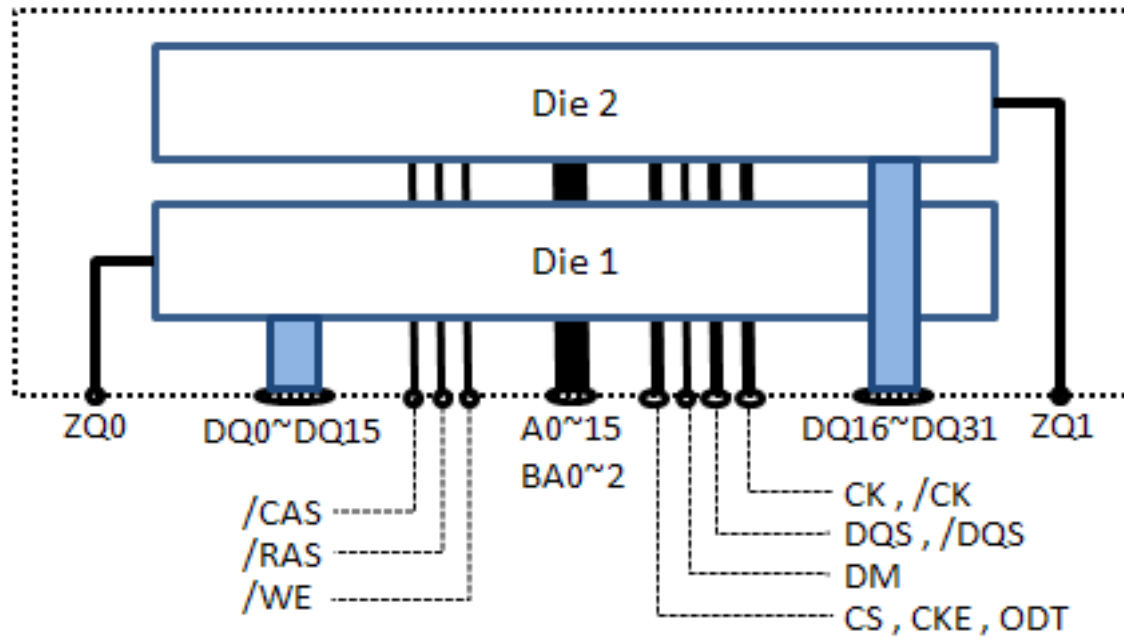 Die 2
Die 1
ZQ0
DQ0~DQ15
A0~15
BA0~2
DQ16~DQ31
ZQ1
/CAS
/RAS
/WE
CK , /CK
DQS , /DQS
DM
CS , CKE , ODT